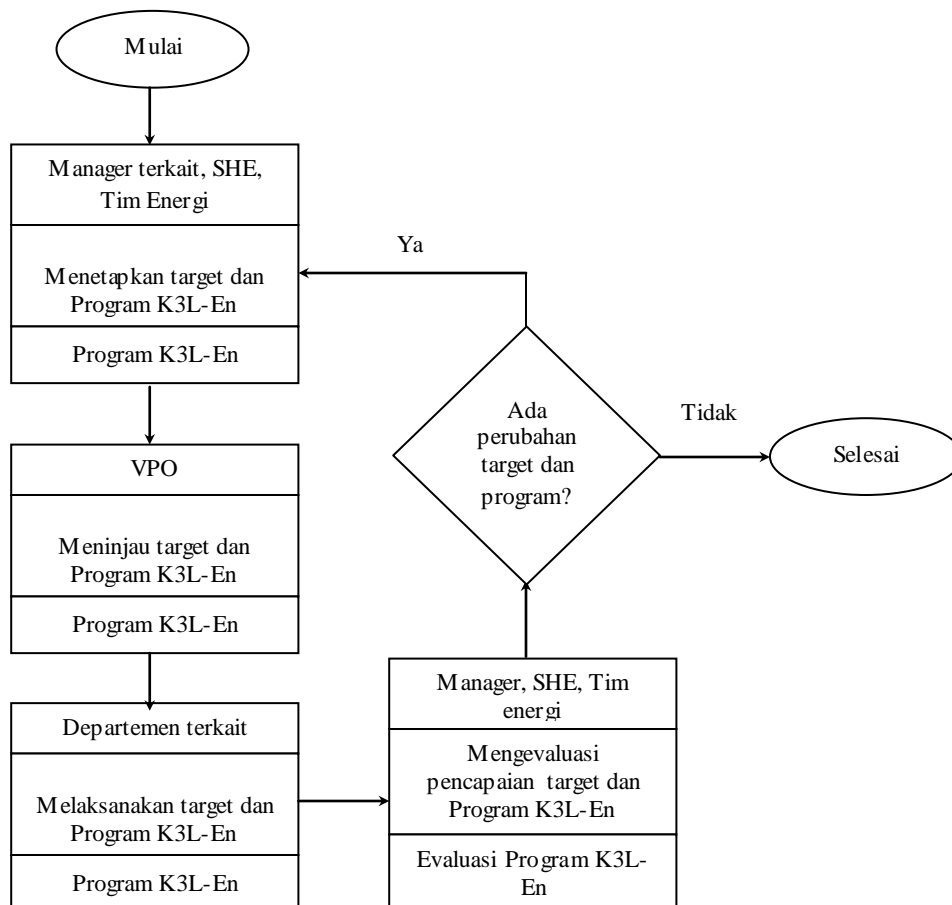 Mulai
Manager terkait, SHE,
Tim Energi
Menetapkan target dan
Program K3L-En
Program K3L-En
VPO
Meninjau target dan
Program K3L-En
Program K3L-En
Departemen terkait
Melaksanakan target dan
Program K3L-En
Program K3L-En
Manager, SHE, Tim
energi
Mengevaluasi
pencapaian target dan
Program K3L-En
Evaluasi Program K3L-
En
Ada
perubahan
target dan
program?
Ya
Tidak
Selesai